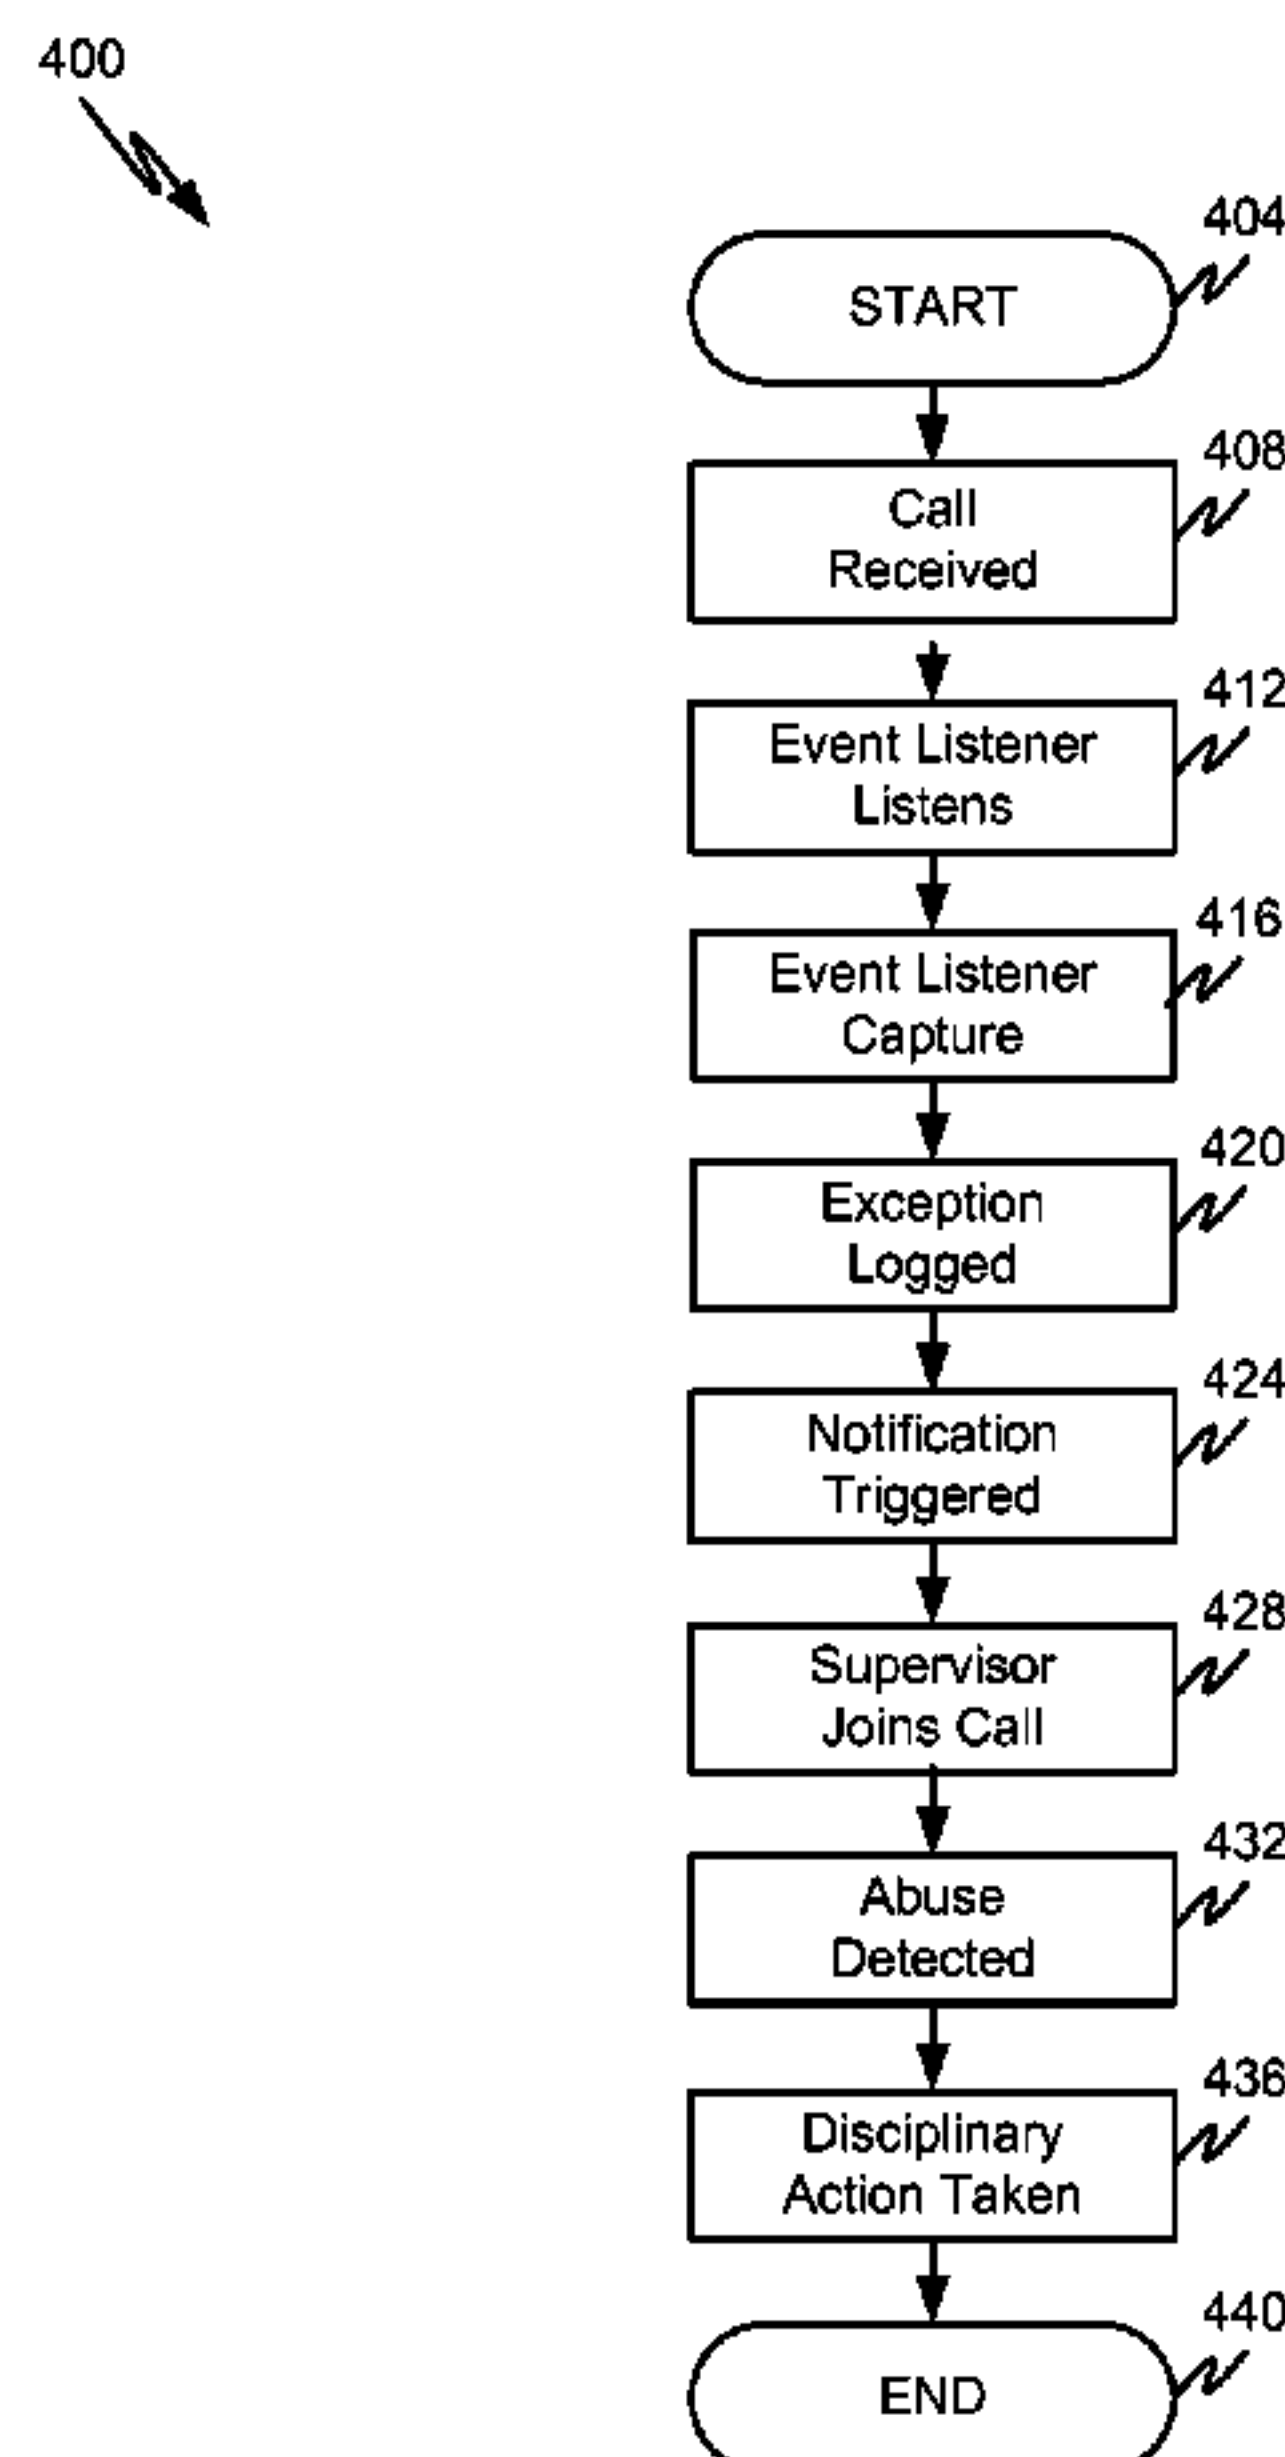 400
404
START
408
Call
Received
412
Event Listener
Listens
416
Event Listener
Capture
420
Exception
Logged
424
Notification
Triggered
428
Supervisor
Joins Call
432
Abuse
Detected
436
Disciplinary
Action Taken
440
END